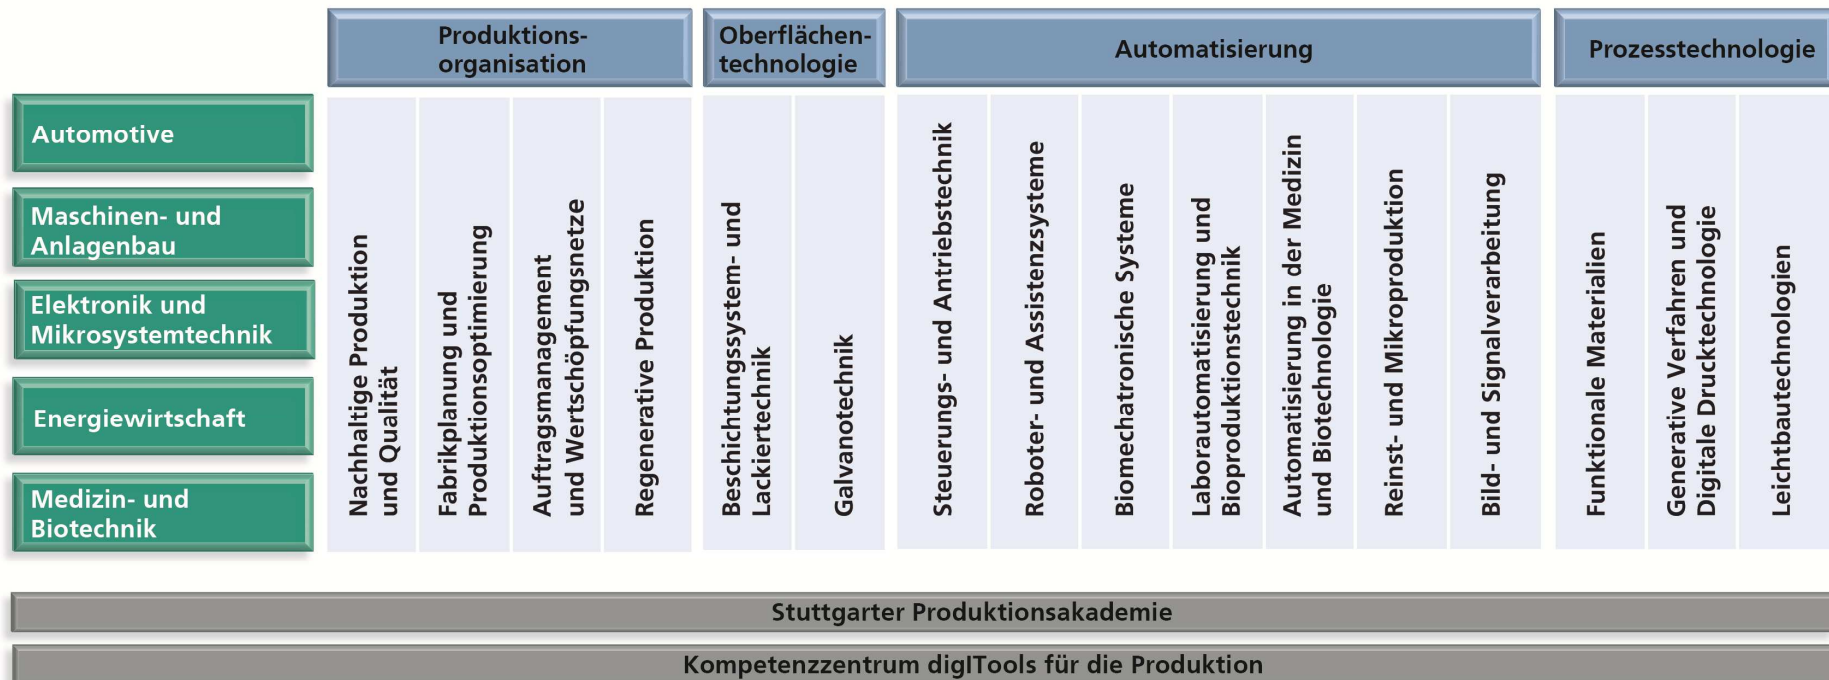 Produktions-
organisation
Oberflächen-
technologie
Automatisierung
Prozesstechnologie
Automotive
Maschinen- und
Anlagenbau
Elektronik und
Mikrosystemtechnik
Energiewirtschaft
Medizin- und
Biotechnik
Nachhaltige Produktion
und Qualität
Fabrikplanung und
Produktionsoptimierung
Auftragsmanagement
und Wertschöpfungsnetze
Regenerative Produktion
Beschichtungssystem- und
Lackiertechnik
Galvanotechnik
Steuerungs- und Antriebstechnik
Roboter- und Assistenzsysteme
Biomechatronische Systeme
Laborautomatisierung und
Bioproduktionstechnik
Automatisierung in der Medizin
und Biotechnologie
Reinst- und Mikroproduktion
Bild- und Signalverarbeitung
Funktionale Materialien
Generative Verfahren und
Digitale Drucktechnologie
Leichtbautechnologien
Stuttgarter Produktionsakademie
Kompetenzzentrum digITools für die Produktion